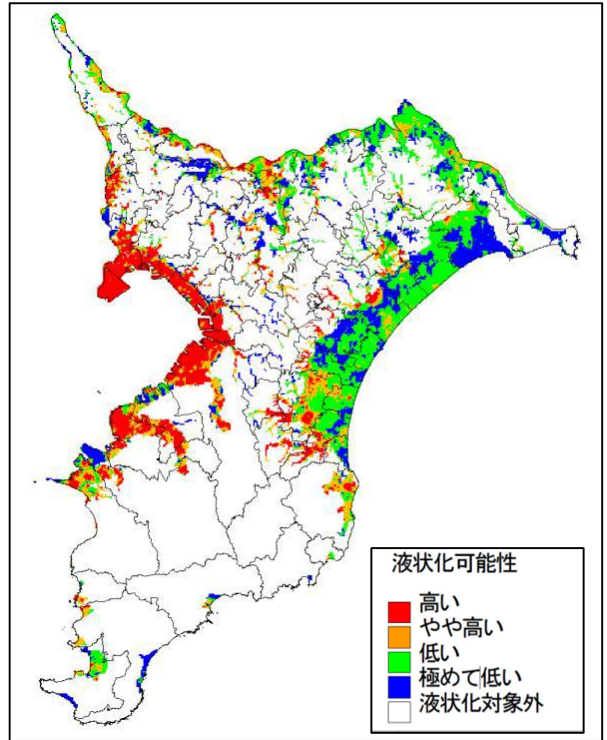 液状化可能性
高い
やや高い
低い
極めて低い
液状化対象外